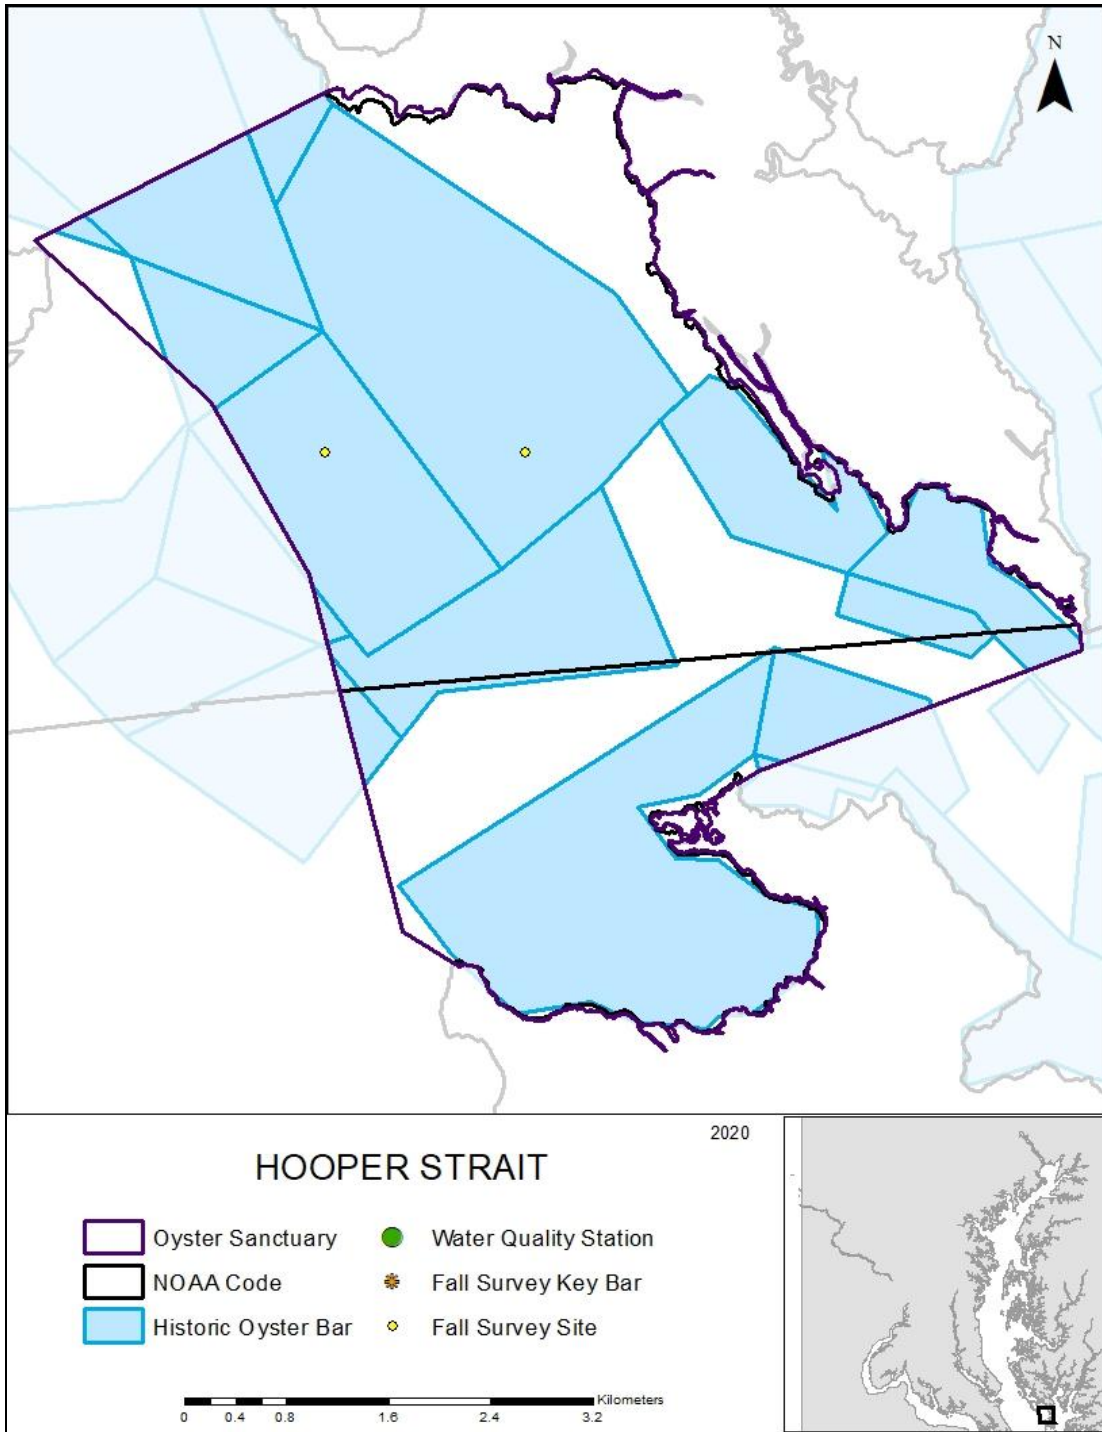 N
2020
HOOPER STRAIT
Oyster Sanctuary
Water Quality Station
NOAA Code
Fall Survey Key Bar
Historic Oyster Bar
Fall Survey Site
Kilometers
0 0.4 0.8 1.6 2.4 3.2